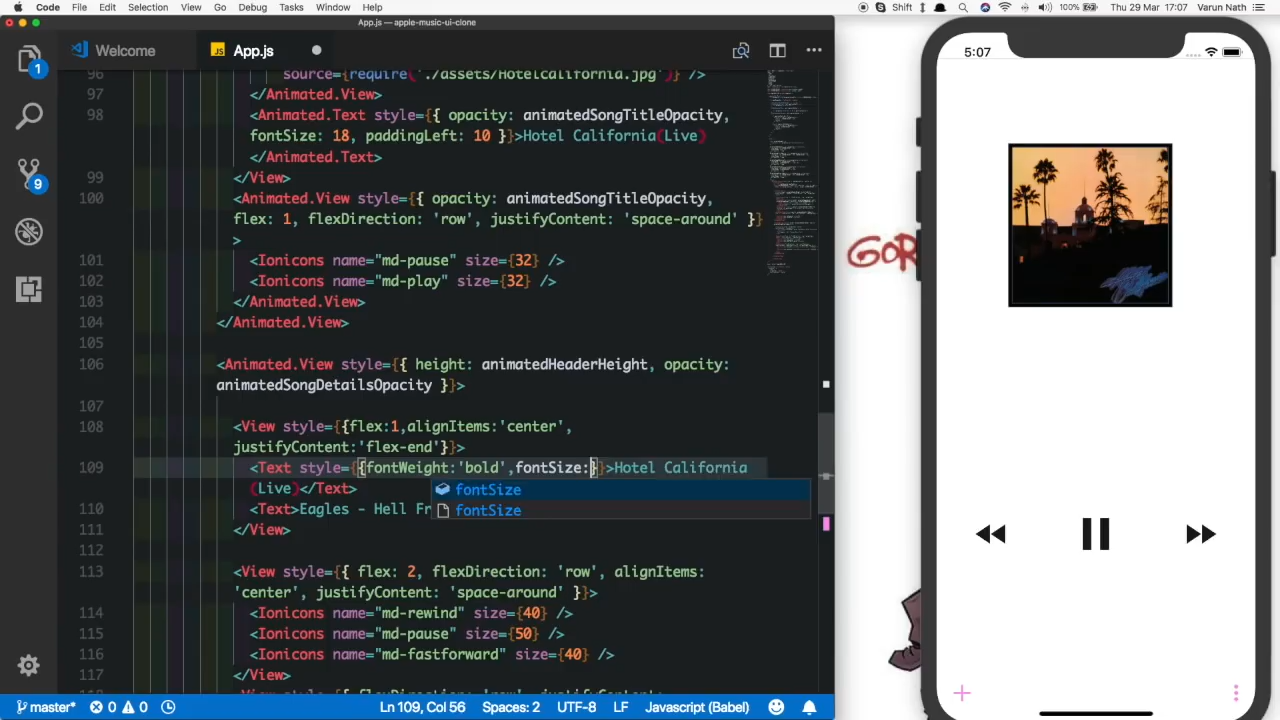 Code File Edit Selection View Go Debug Tasks Window Help Shift 100% Thu 29 Mar 17:07 Varun Nath
App.js — apple-music-ui-clone
Welcome
JS App.js
1
9
96 source={require('./assets/Hotelcalifornia.jpg')} />
97 </Animated.View>
98 <Animated.Text style={{ opacity: animatedSongTitleOpacity,
fontSize: 18, paddingLeft: 10 }}>Hotel California(Live)
</Animated.Text>
</View>
<Animated.View style={{ opacity: animatedSongTitleOpacity,
flex: 1, flexDirection: 'row', justifyContent: 'space-around' }}
>
101 <Ionicons name="md-pause" size={32} />
102 <Ionicons name="md-play" size={32} />
103 </Animated.View>
104 </Animated.View>
105
106 <Animated.View style={{ height: animatedHeaderHeight, opacity:
animatedSongDetailsOpacity }}>
107
108 <View style={{flex:1,alignItems:'center',
justifyContent:'flex-end'}}>
109 <Text style={{fontWeight:'bold',fontSize:}}>Hotel California
(Live)</Text>
fontSize
110 <Text>Eagles - Hell Fr
fontSize
111 </View>
112
113 <View style={{ flex: 2, flexDirection: 'row', alignItems:
'center', justifyContent: 'space-around' }}>
114 <Ionicons name="md-rewind" size={40} />
115 <Ionicons name="md-pause" size={50} />
116 <Ionicons name="md-fastforward" size={40} />
117 </View>
master* 0 0 Ln 109, Col 56 Spaces: 2 UTF-8 LF Javascript (Babel)
5:07
GOR